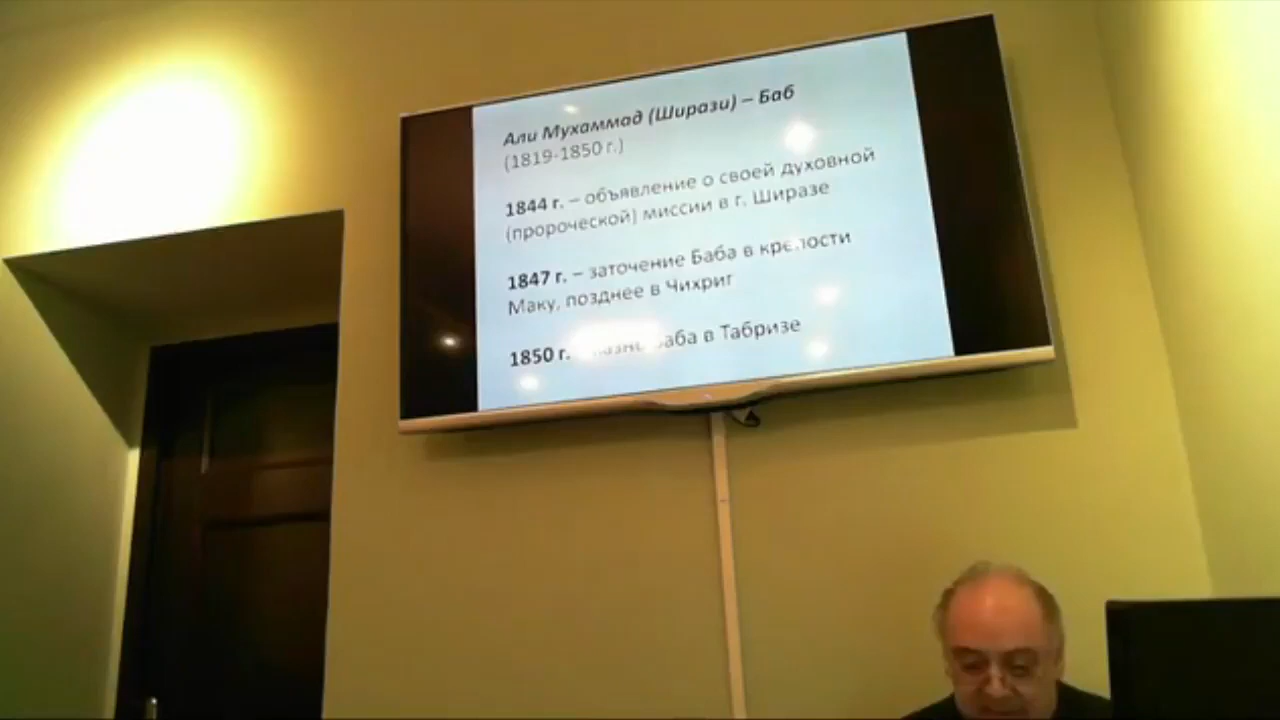 Али Мухаммад (Ширази) – Баб
(1819-1850 г.)
1844 г. – объявление о своей духовной
(пророческой) миссии в г. Ширазе
1847 г. – заточение Баба в крепости
Маку, позднее в Чихриг
1850 г. Баба в Табризе